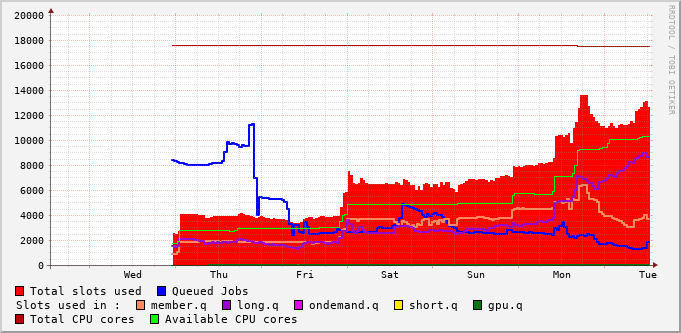 20000
18000
16000
14000
12000
10000
8000
6000
4000
2000
0
Wed Thu Fri Sat Sun Mon Tue
Total slots used Queued Jobs
Slots used in : member.q long.q ondemand.q short.q gpu.q
Total CPU cores Available CPU cores
RRDTOOL / TOBI OETIKER